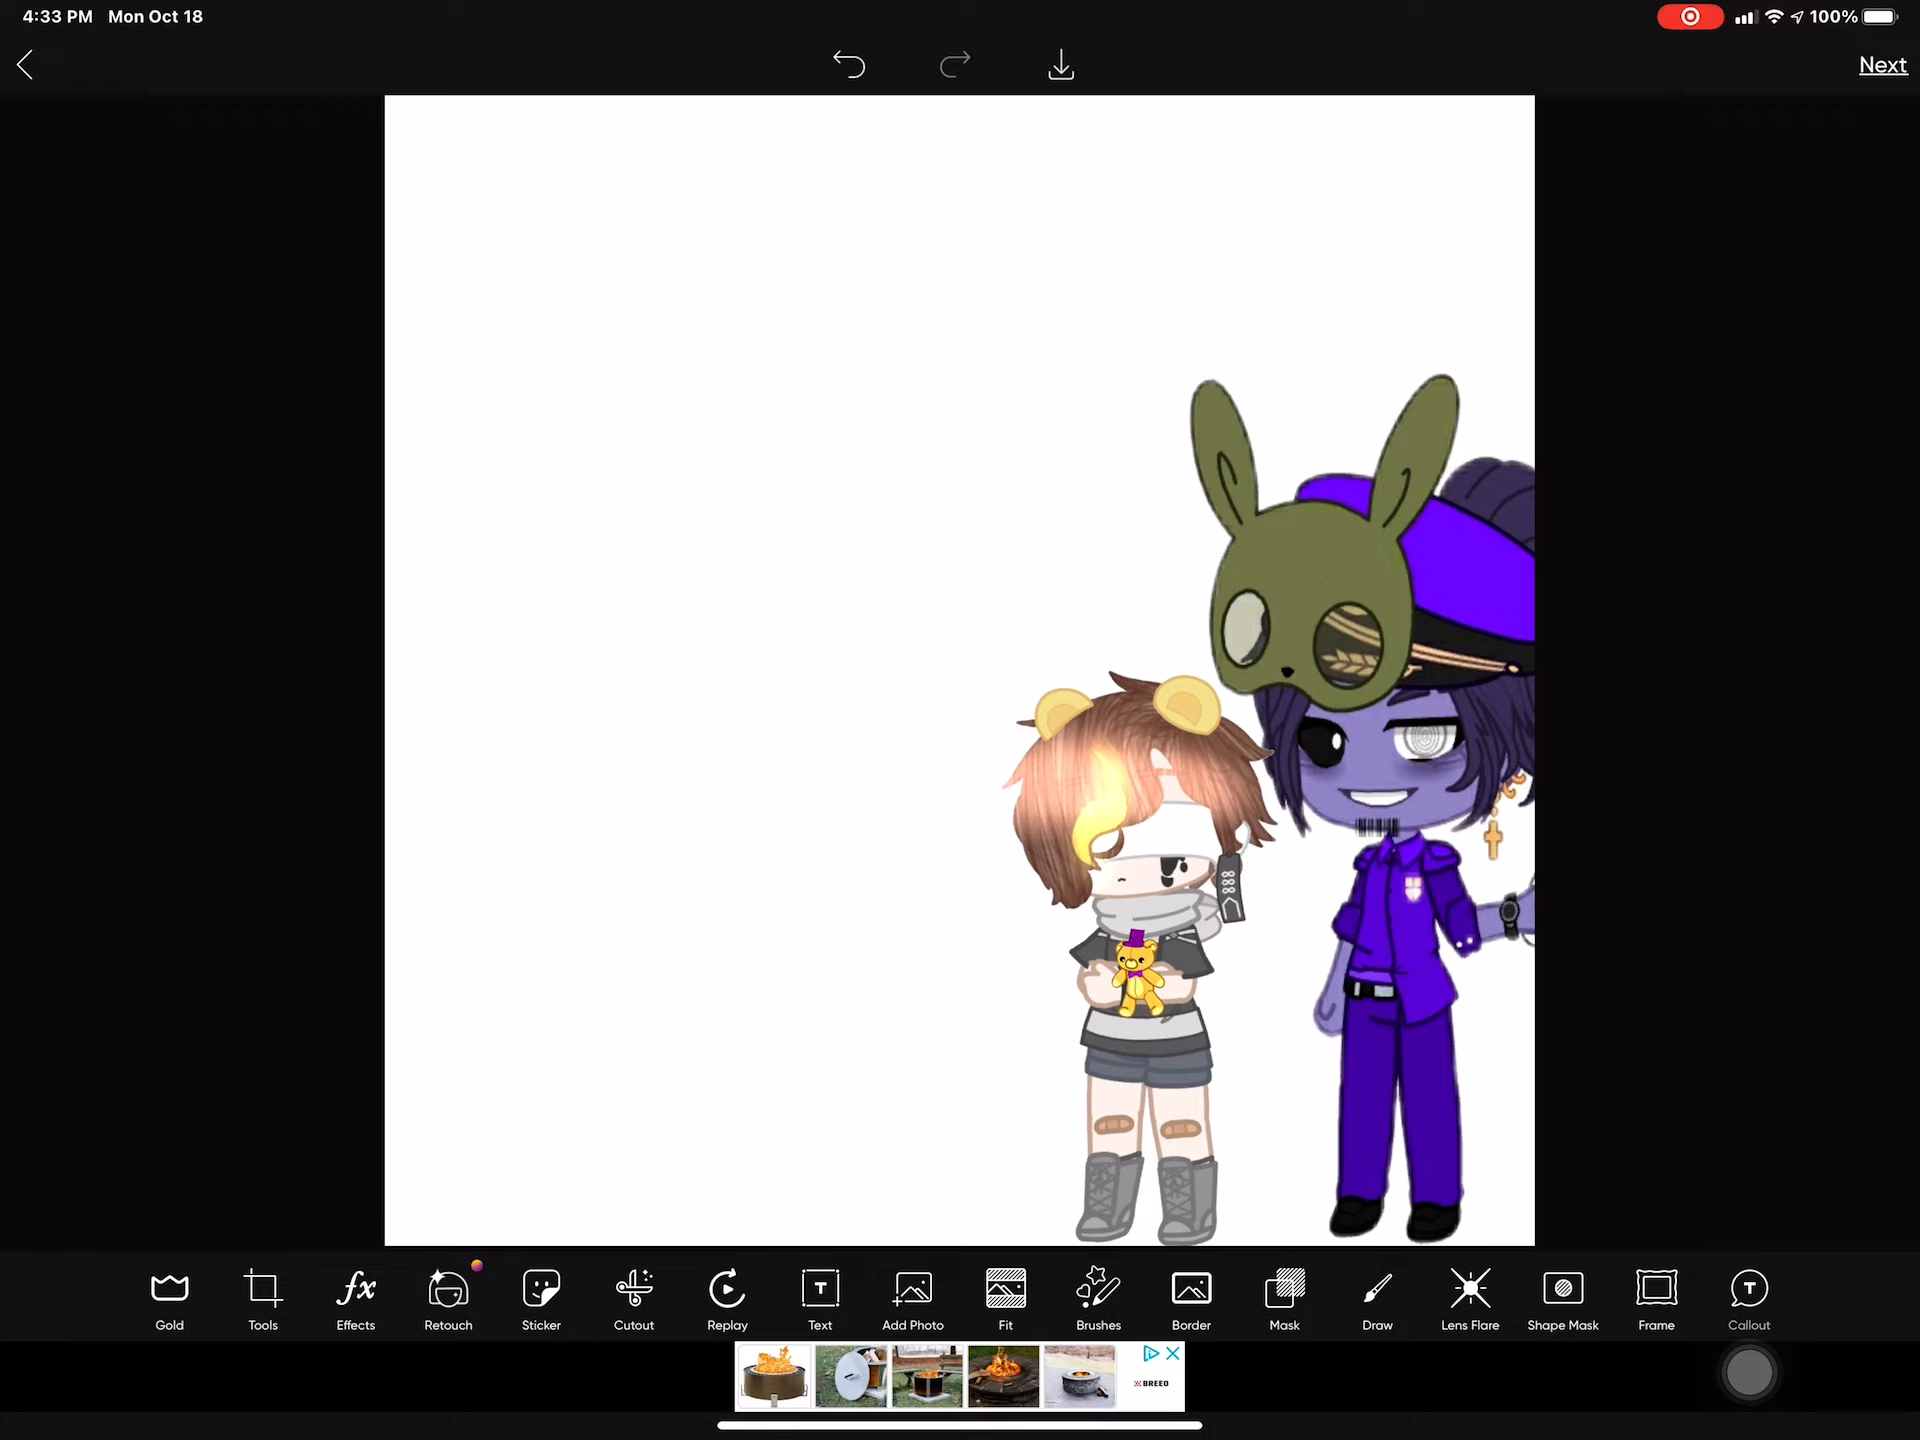 4:33 PM Mon Oct 18
100%
Next
Gold Tools Effects Retouch Sticker Cutout Replay Text Add Photo Fit Brushes Border Mask Draw Lens Flare Shape Mask Frame Callout
BREEO